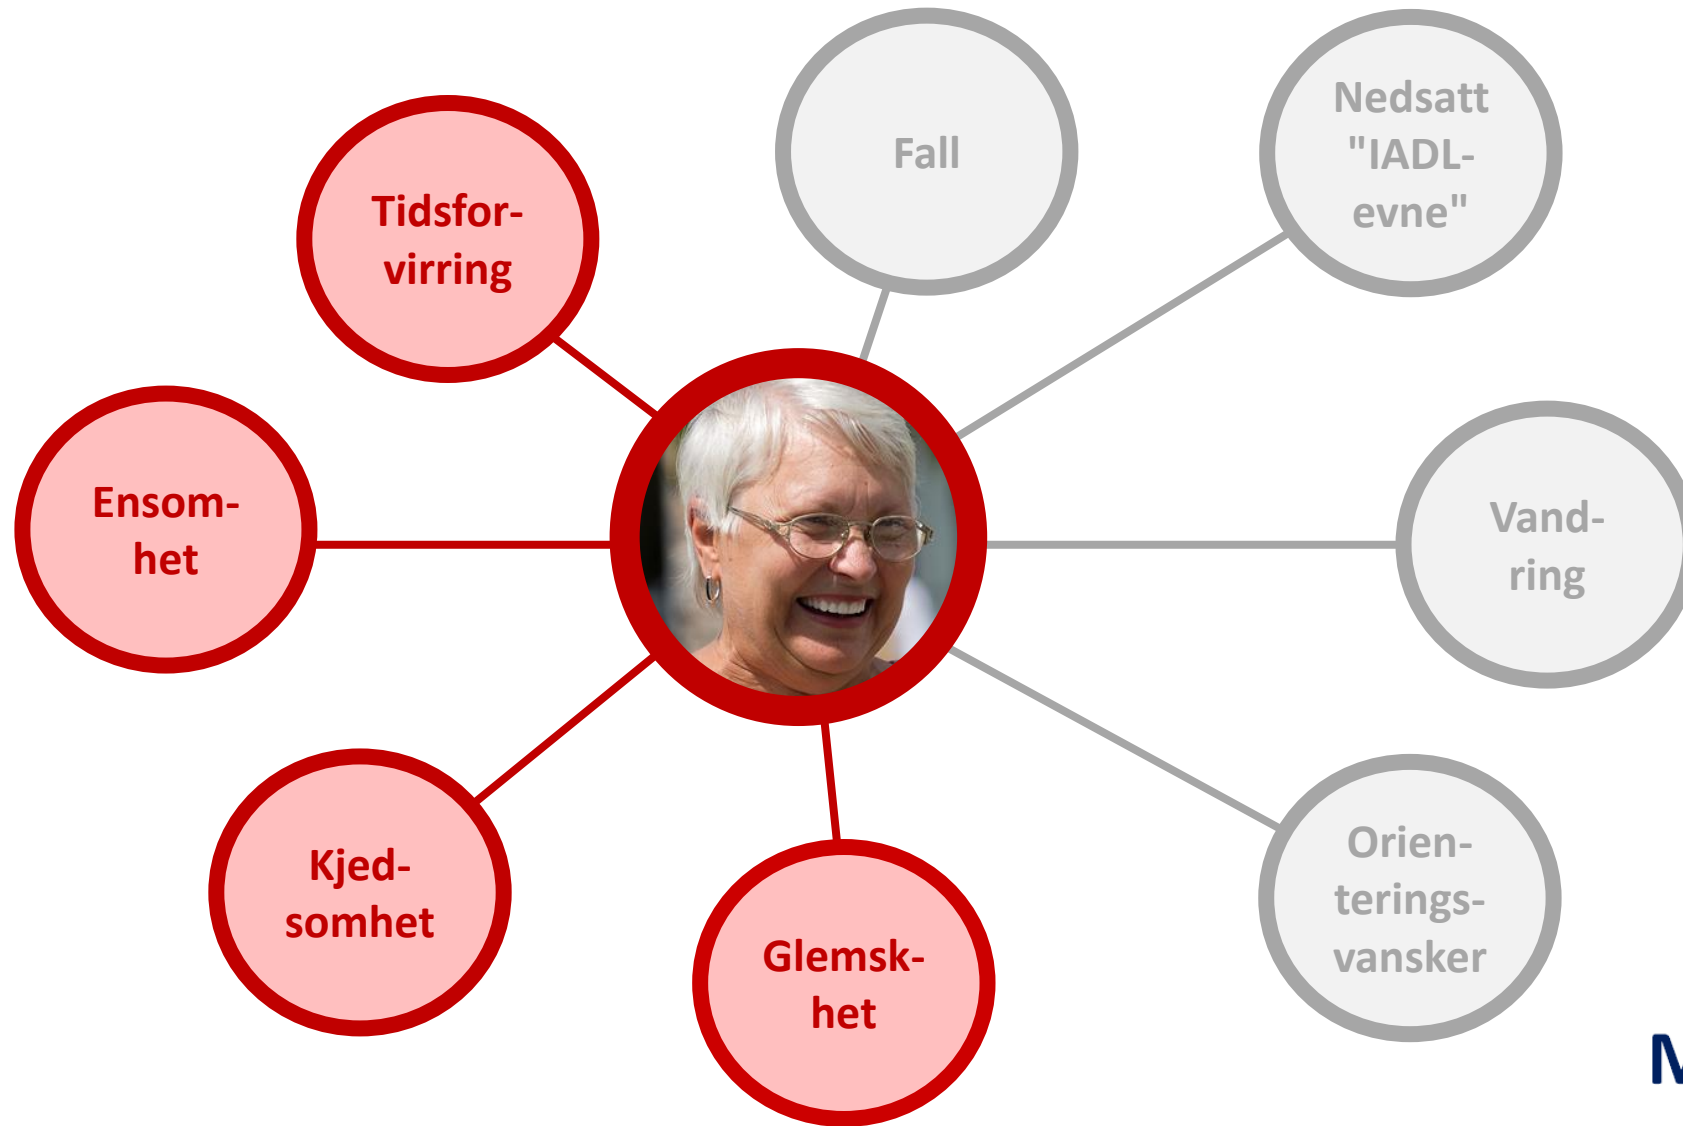 Fall
Nedsatt
"IADL-
evne"
Tidsfor-
virring
Ensom-
het
Vand-
ring
Kjed-
somhet
Orien-
terings-
vansker
Glemsk-
het
M